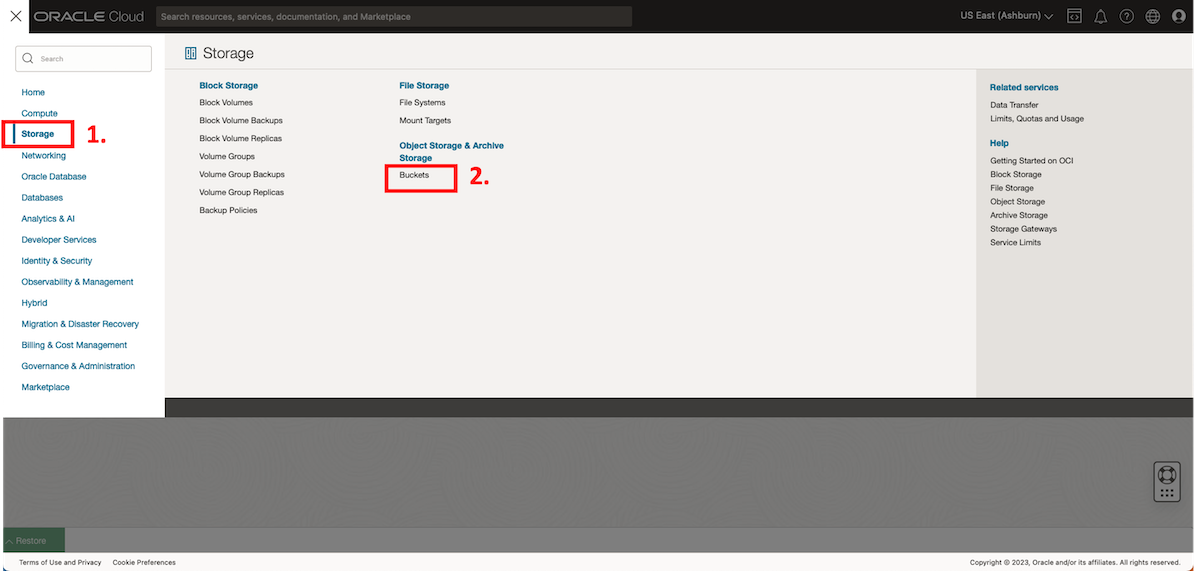 ORACLE Cloud
Search resources, services, documentation, and Marketplace
US East (Ashburn)
Search
Home
Compute
Storage
1.
Networking
Oracle Database
Databases
Analytics & AI
Developer Services
Identity & Security
Observability & Management
Hybrid
Migration & Disaster Recovery
Billing & Cost Management
Governance & Administration
Marketplace
Storage
Block Storage
Block Volumes
Block Volume Backups
Block Volume Replicas
Volume Groups
Volume Group Backups
Volume Group Replicas
Backup Policies
File Storage
File Systems
Mount Targets
Object Storage & Archive
Storage
Buckets
2.
Related services
Data Transfer
Limits, Quotas and Usage
Help
Getting Started on OCI
Block Storage
File Storage
Object Storage
Archive Storage
Storage Gateways
Service Limits
Restore
Terms of Use and Privacy
Cookie Preferences
Copyright © 2023, Oracle and/or its affiliates. All rights reserved.